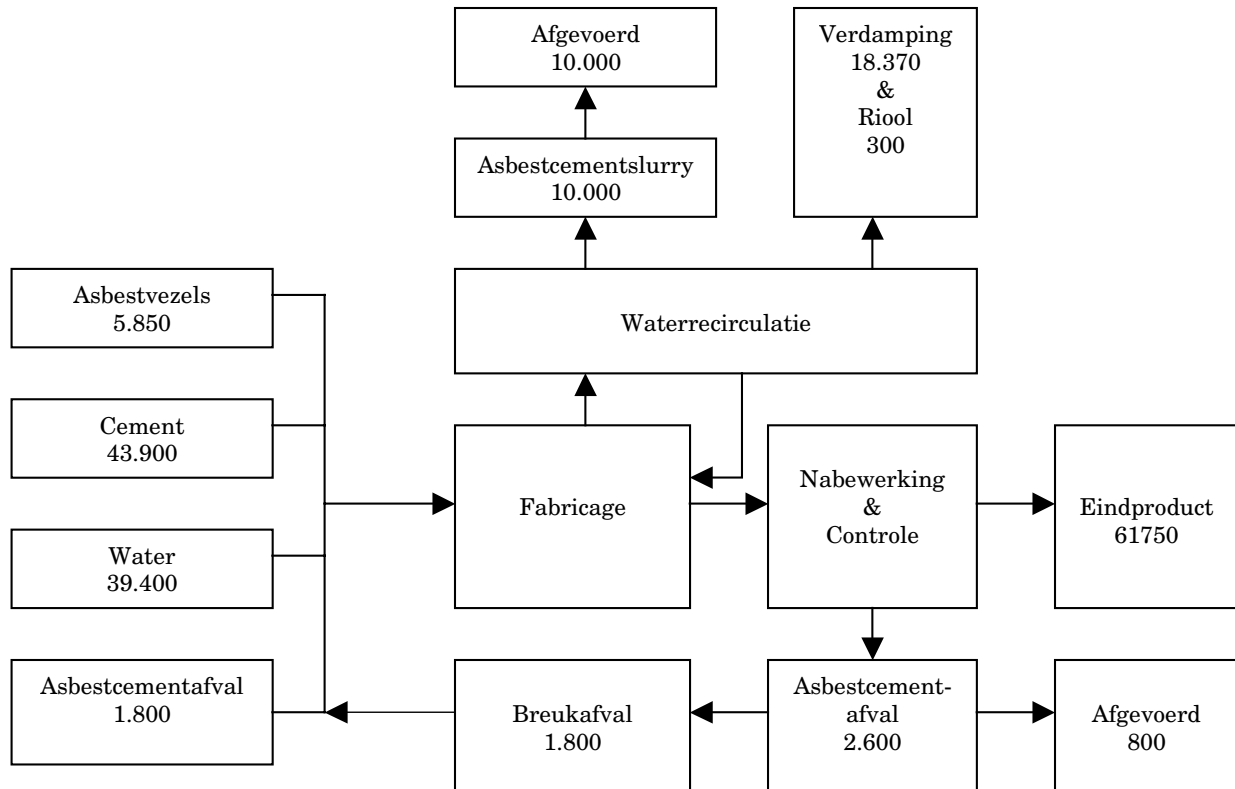 Afgevoerd
10.000
Verdamping
18.370
&
Riool
300
Asbestcementslurry
10.000
Asbestvezels
5.850
Waterrecirculatie
Cement
43.900
Fabricage
Nabewerking
&
Controle
Eindproduct
61750
Water
39.400
Asbestcementafval
1.800
Breukafval
1.800
Asbestcement-
afval
2.600
Afgevoerd
800